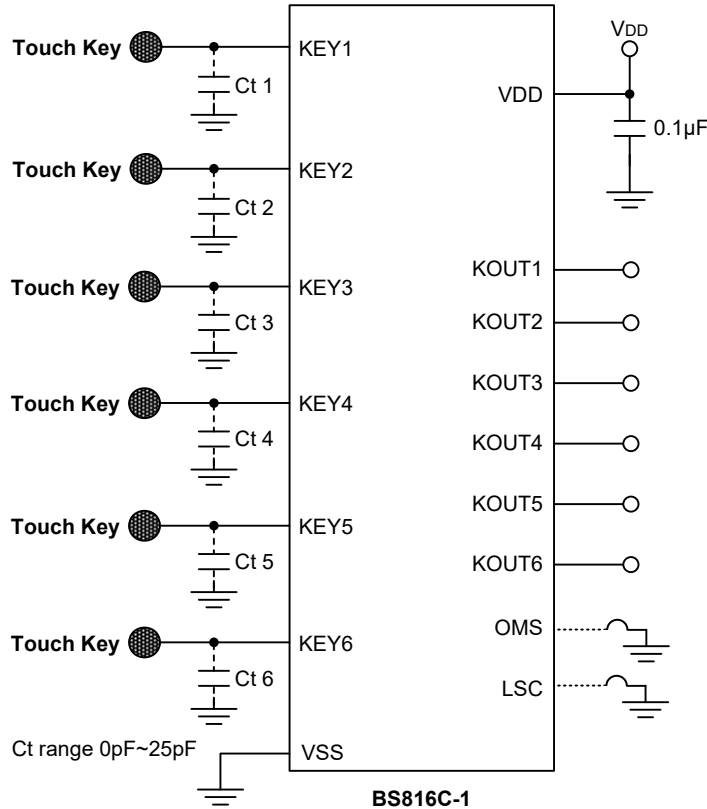 Touch Key
KEY1
Ct 1
Touch Key
KEY2
Ct 2
Touch Key
KEY3
Ct 3
Touch Key
KEY4
Ct 4
Touch Key
KEY5
Ct 5
Touch Key
KEY6
Ct 6
Ct range 0pF~25pF
VSS
VDD
VDD
0.1µF
KOUT1
KOUT2
KOUT3
KOUT4
KOUT5
KOUT6
OMS
LSC
BS816C-1